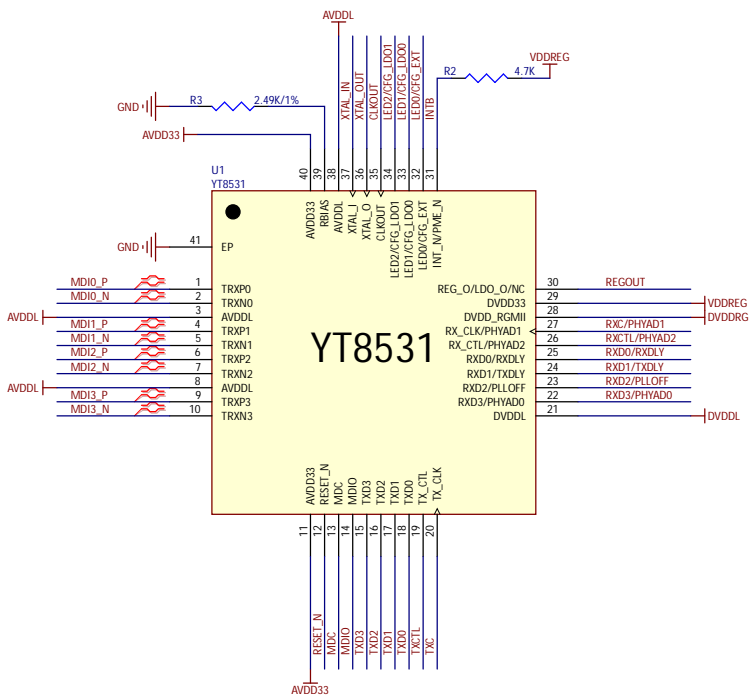 AVDDL
XTAL_IN
XTAL_OUT
CLKOUT
LED2/CFG_LDO1
LED1/CFG_LDO0
LED0/CFG_EXT
INTB
R2
4.7K
VDDREG
R3
2.49K/1%
GND
AVDD33
U1
YT8531
40
39
38
37
36
35
34
33
32
31
AVDD33
RBIAS
AVDDL
XTAL_I
XTAL_O
CLKOUT
LED2/CFG_LDO1
LED1/CFG_LDO0
LED0/CFG_EXT
INT_N/PME_N
GND
41
EP
MDI0_P
1
TRXP0
MDI0_N
2
TRXN0
AVDDL
3
AVDDL
MDI1_P
4
TRXP1
MDI1_N
5
TRXN1
MDI2_P
6
TRXP2
MDI2_N
7
TRXN2
AVDDL
8
AVDDL
MDI3_P
9
TRXP3
MDI3_N
10
TRXN3
YT8531
REG_O/LDO_O/NC
30
REGOUT
DVDD33
29
VDDREG
DVDD_RGMII
28
DVDDRG
RX_CLK/PHYAD1
27
RXC/PHYAD1
RX_CTL/PHYAD2
26
RXCTL/PHYAD2
RXD0/RXDLY
25
RXD0/RXDLY
RXD1/TXDLY
24
RXD1/TXDLY
RXD2/PLLOFF
23
RXD2/PLLOFF
RXD3/PHYAD0
22
RXD3/PHYAD0
DVDDL
21
DVDDL
AVDD33
RESET_N
MDC
MDIO
TXD3
TXD2
TXD1
TXD0
TX_CTL
TX_CLK
11
12
13
14
15
16
17
18
19
20
RESET_N
MDC
MDIO
TXD3
TXD2
TXD1
TXD0
TXCTL
TXC
AVDD33